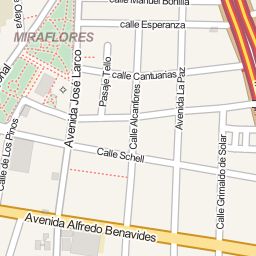 calle Manuel Bonilla
calle Esperanza
MIRAFLORES
calle Cantuarias
Pasaje Tello
Avenida José Larco
Calle Alcanfores
Avenida La Paz
Calle de Los Pinos
Calle Schell
Calle Grimaldo de Solar
Avenida Alfredo Benavides